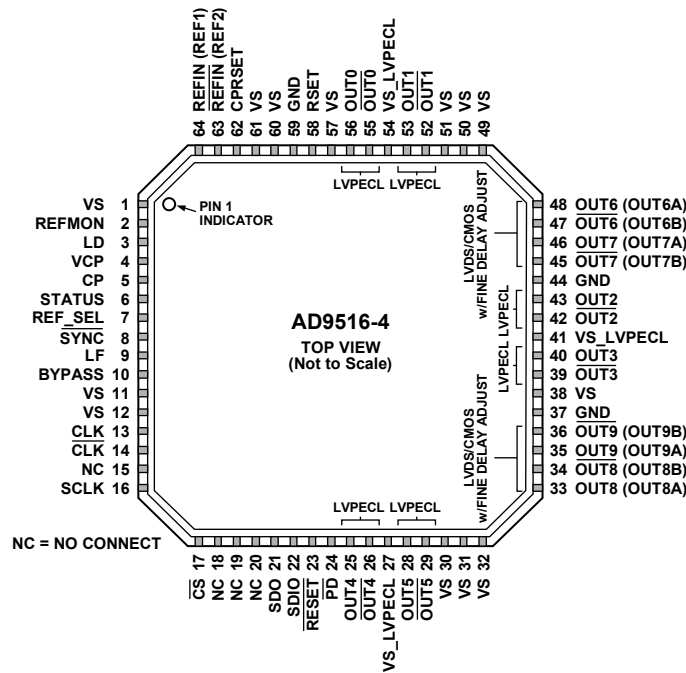 64 REFIN (REF1)
63 REFIN (REF2)
62 CPRSET
61 VS
60 VS
59 GND
58 RSET
57 VS
56 OUT0
55 OUT0
54 VS_LVPECL
53 OUT1
52 OUT1
51 VS
50 VS
49 VS
LVPECL LVPECL
PIN 1
INDICATOR
VS 1
REFMON 2
LD 3
VCP 4
CP 5
STATUS 6
REF_SEL 7
SYNC 8
LF 9
BYPASS 10
VS 11
VS 12
CLK 13
CLK 14
NC 15
SCLK 16
AD9516-4
TOP VIEW
(Not to Scale)
LVDS/CMOS
w/FINE DELAY ADJUST
LVPECL
LVPECL
LVDS/CMOS
w/FINE DELAY ADJUST
48 OUT6 (OUT6A)
47 OUT6 (OUT6B)
46 OUT7 (OUT7A)
45 OUT7 (OUT7B)
44 GND
43 OUT2
42 OUT2
41 VS_LVPECL
40 OUT3
39 OUT3
38 VS
37 GND
36 OUT9 (OUT9B)
35 OUT9 (OUT9A)
34 OUT8 (OUT8B)
33 OUT8 (OUT8A)
LVPECL LVPECL
NC = NO CONNECT
CS 17
NC 18
NC 19
NC 20
SDO 21
SDIO 22
RESET 23
PD 24
OUT4 25
OUT4 26
VS_LVPECL 27
OUT5 28
OUT5 29
VS 30
VS 31
VS 32